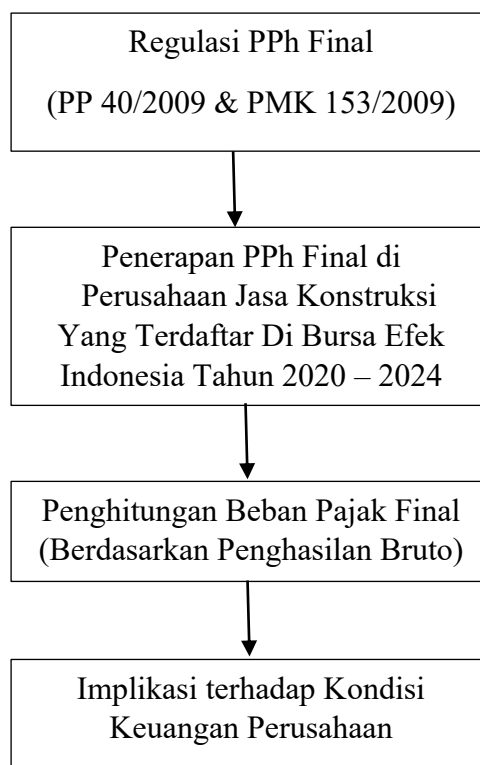 Regulasi PPh Final
(PP 40/2009 & PMK 153/2009)
Penerapan PPh Final di
Perusahaan Jasa Konstruksi
Yang Terdaftar Di Bursa Efek
Indonesia Tahun 2020 – 2024
Penghitungan Beban Pajak Final
(Berdasarkan Penghasilan Bruto)
Implikasi terhadap Kondisi
Keuangan Perusahaan